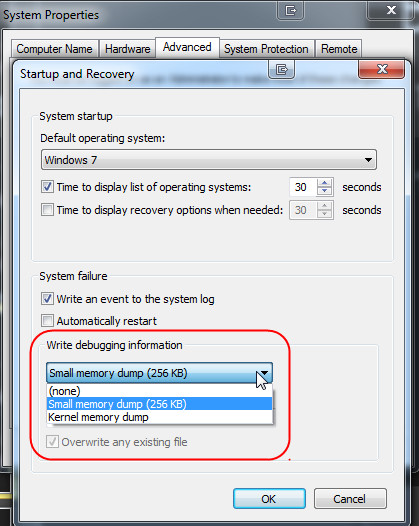 System Properties
Computer Name Hardware Advanced System Protection Remote
Startup and Recovery
System startup
Default operating system:
Windows 7
Time to display list of operating systems: 30 seconds
Time to display recovery options when needed: 30 seconds
System failure
Write an event to the system log
Automatically restart
Write debugging information
Small memory dump (256 KB)
(none)
Small memory dump (256 KB)
Kernel memory dump
Overwrite any existing file
OK Cancel